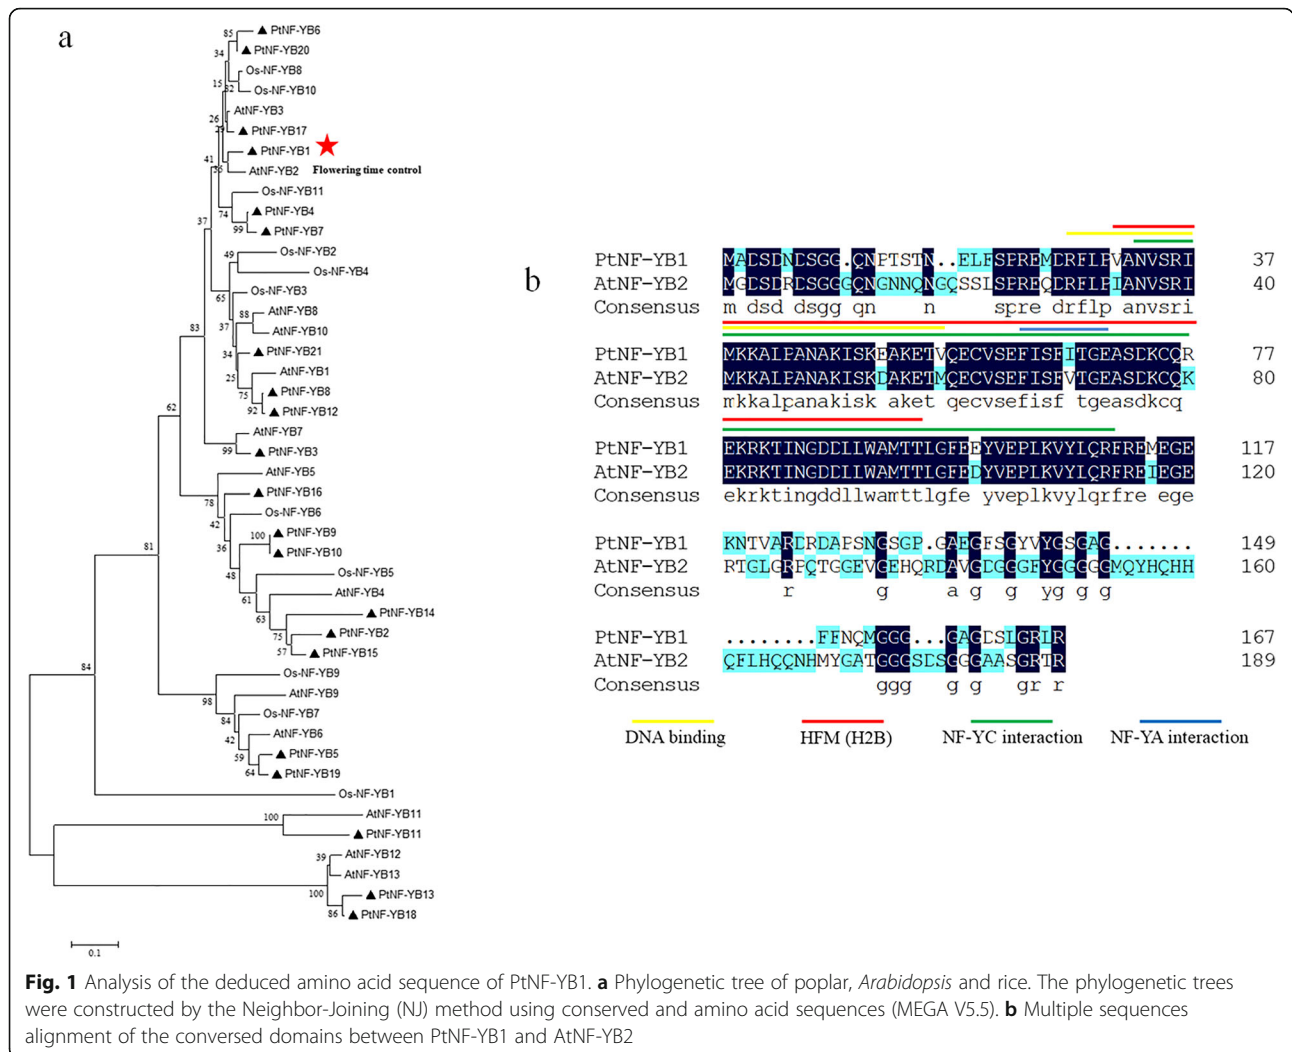 a
85
PtNF-YB6
34
PtNF-YB20
Os-NF-YB8
15
82
Os-NF-YB10
AtNF-YB3
26
29
PtNF-YB17
PtNF-YB1
41
36
AtNF-YB2
Flowering time control
Os-NF-YB11
74
PtNF-YB4
37
99
PtNF-YB7
49
Os-NF-YB2
Os-NF-YB4
65
Os-NF-YB3
88
AtNF-YB8
83
37
AtNF-YB10
34
PtNF-YB21
25
AtNF-YB1
75
PtNF-YB8
92
PtNF-YB12
62
AtNF-YB7
99
PtNF-YB3
AtNF-YB5
78
PtNF-YB16
42
Os-NF-YB6
100
PtNF-YB9
36
PtNF-YB10
81
48
Os-NF-YB5
61
AtNF-YB4
63
PtNF-YB14
75
PtNF-YB2
57
PtNF-YB15
84
Os-NF-YB9
98
AtNF-YB9
84
Os-NF-YB7
42
AtNF-YB6
59
PtNF-YB5
64
PtNF-YB19
Os-NF-YB1
100
AtNF-YB11
PtNF-YB11
39
AtNF-YB12
AtNF-YB13
100
PtNF-YB13
86
PtNF-YB18
0.1
b
PtNF-YB1 MADSDNDSGG.QNPTSTN..ELFSPREMDRFLPVANVSRI 37
AtNF-YB2 MGDSDRDSGGGQNGNNQNGQSSLSPREQDRFLPIANVSRI 40
Consensus m dsd dsgg qn n spre drflp anvsri
PtNF-YB1 MKKALPANAKISKEAKETVQECVSEFISFITGEASDKCQR 77
AtNF-YB2 MKKALPANAKISKDAKETMQECVSEFISFVTGEASDKCQK 80
Consensus mkkalpanakisk aket qecvsefisf tgeasdkcq
PtNF-YB1 EKRKTINGDDLLWAMTTLGFEEYVEPLKVYLQRFREMEGE 117
AtNF-YB2 EKRKTINGDDLLWAMTTLGFEDYVEPLKVYLQRFREIEGE 120
Consensus ekrktingddllwamttlgfe yveplkvylqrfre ege
PtNF-YB1 KNTVARDRDAPSNGSGP.GAEGFSGYVYGSGAG....... 149
AtNF-YB2 RTGLGRPQTGGEVGEHQRDAVGDGGGFYGGGGGMQYHQHH 160
Consensus r g a g g yg g g
PtNF-YB1 ........FFNQMGGG...GAGDSLGRLR 167
AtNF-YB2 QFLHQQNHMYGATGGGSDSGGGAASGRTR 189
Consensus ggg g g gr r
DNA binding HFM (H2B) NF-YC interaction NF-YA interaction
Fig. 1 Analysis of the deduced amino acid sequence of PtNF-YB1. a Phylogenetic tree of poplar, Arabidopsis and rice. The phylogenetic trees
were constructed by the Neighbor-Joining (NJ) method using conserved and amino acid sequences (MEGA V5.5). b Multiple sequences
alignment of the conversed domains between PtNF-YB1 and AtNF-YB2